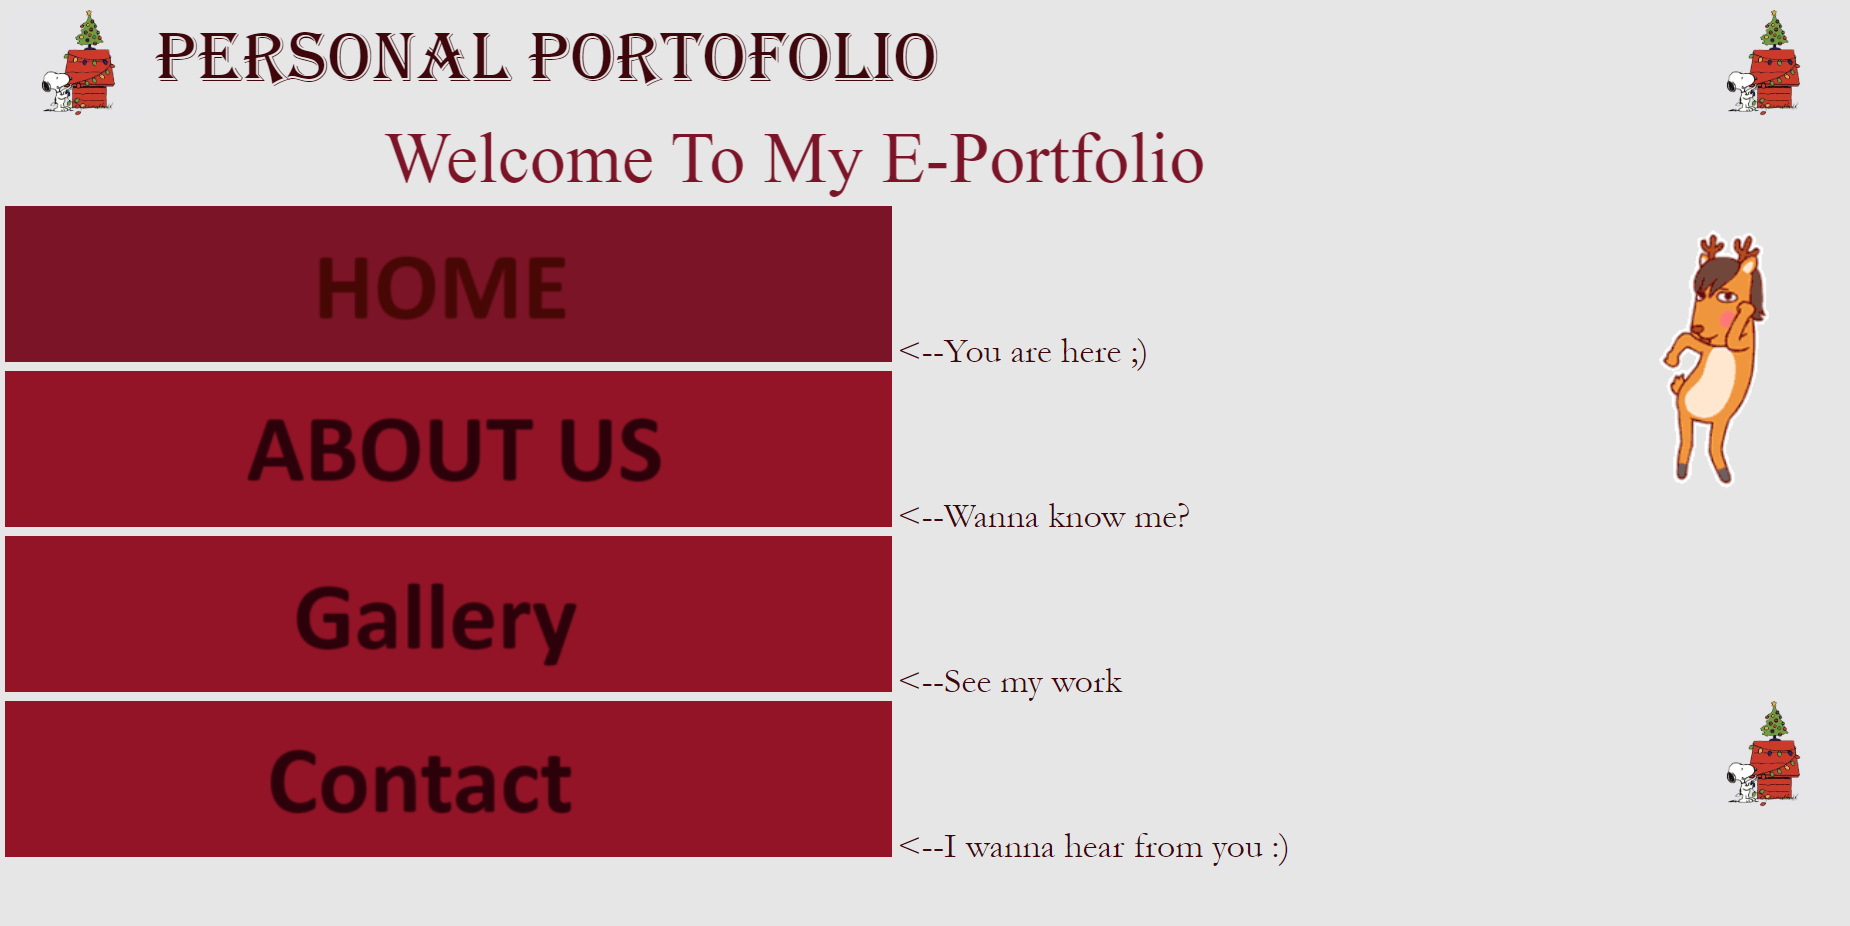 PERSONAL PORTOFOLIO
Welcome To My E-Portfolio
HOME
<--You are here ;)
ABOUT US
<--Wanna know me?
Gallery
<--See my work
Contact
<--I wanna hear from you :)